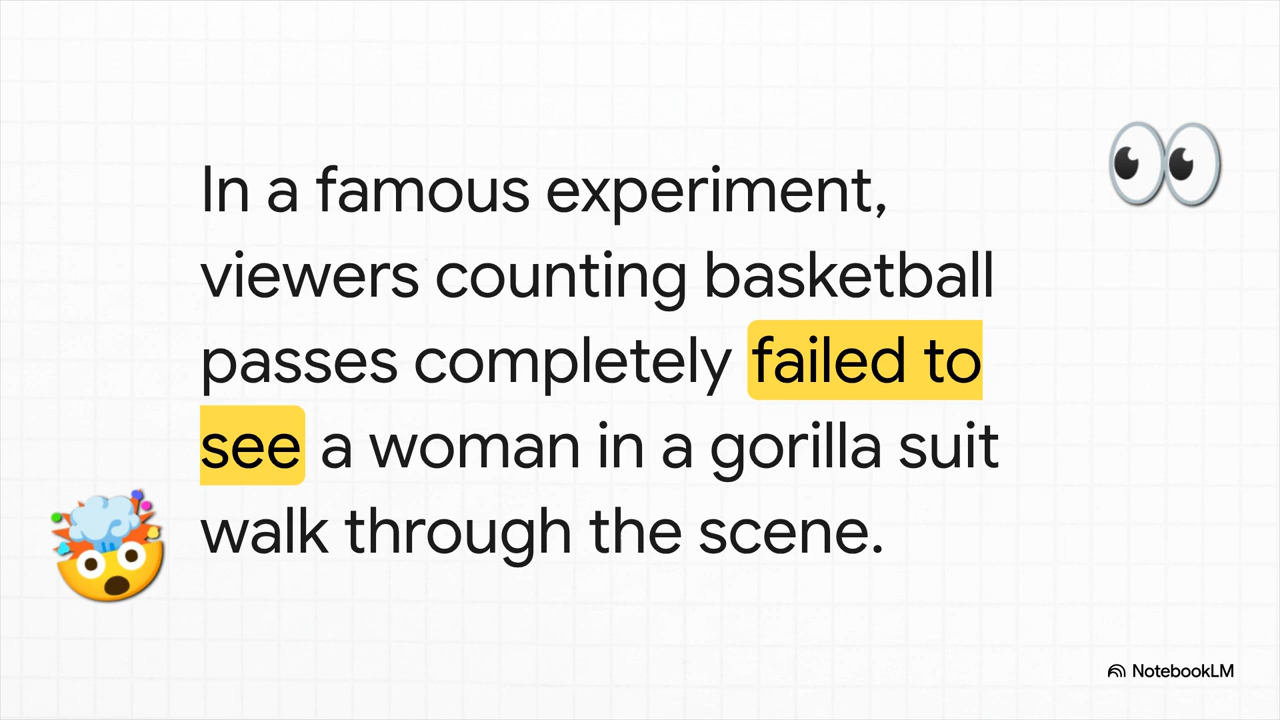 In a famous experiment,
viewers counting basketball
passes completely failed to
see a woman in a gorilla suit
walk through the scene.
NotebookLM